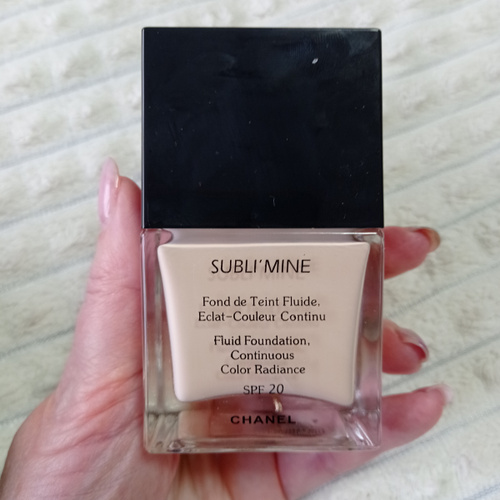 SUBLI'MINE
Fond de Teint Fluide,
Eclat-Couleur Continu
Fluid Foundation,
Continuous
Color Radiance
SPF 20
CHANEL